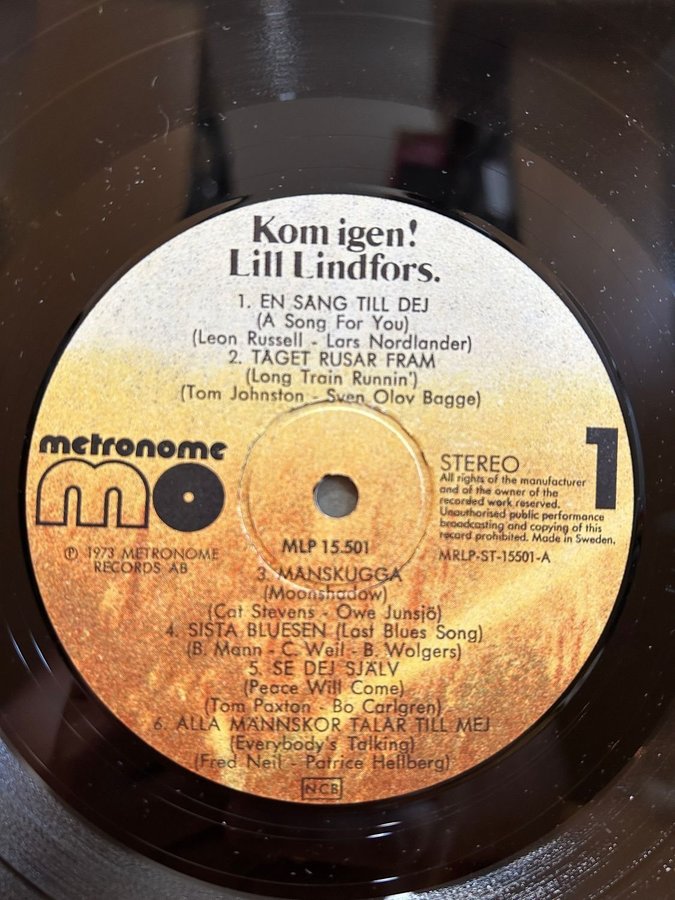 Kom igen!
Lill Lindfors.
1. EN SÅNG TILL DEJ
(A Song For You)
(Leon Russell - Lars Nordlander)
2. TÅGET RUSAR FRAM
(Long Train Runnin')
(Tom Johnston - Sven Olov Bagge)
metronome
mo
℗ 1973 METRONOME
RECORDS AB
MLP 15.501
STEREO
1
All rights of the manufacturer
and of the owner of the
recorded work reserved.
Unauthorised public performance
broadcasting and copying of this
record prohibited. Made in Sweden.
MRLP-ST-15501-A
3. MÅNSKUGGA
(Moonshadow)
(Cat Stevens - Owe Junsjö)
4. SISTA BLUESEN (Last Blues Song)
(B. Mann - C. Weil - B. Wolgers)
5. SE DEJ SJÄLV
(Peace Will Come)
(Tom Paxton - Bo Carlgren)
6. ALLA MÄNNSKOR TALAR TILL MEJ
(Everybody's Talking)
(Fred Neil - Patrice Hellberg)
NCB